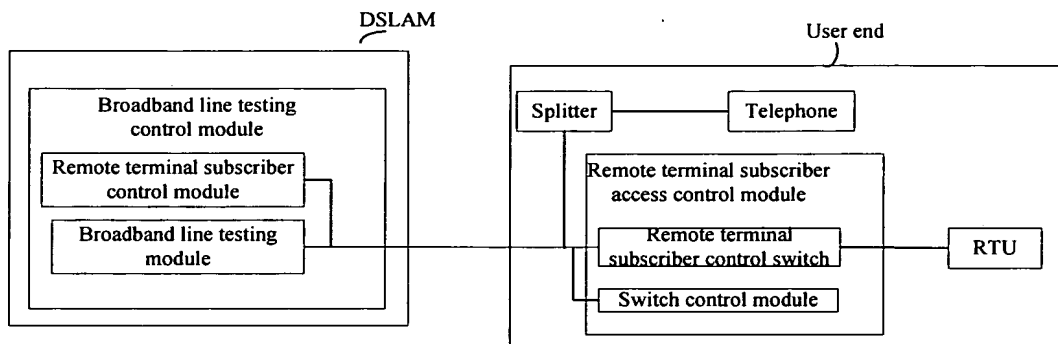 DSLAM
User end
Broadband line testing
control module
Splitter
Telephone
Remote terminal subscriber
control module
Remote terminal subscriber
access control module
Broadband line testing
module
Remote terminal
subscriber control switch
RTU
Switch control module